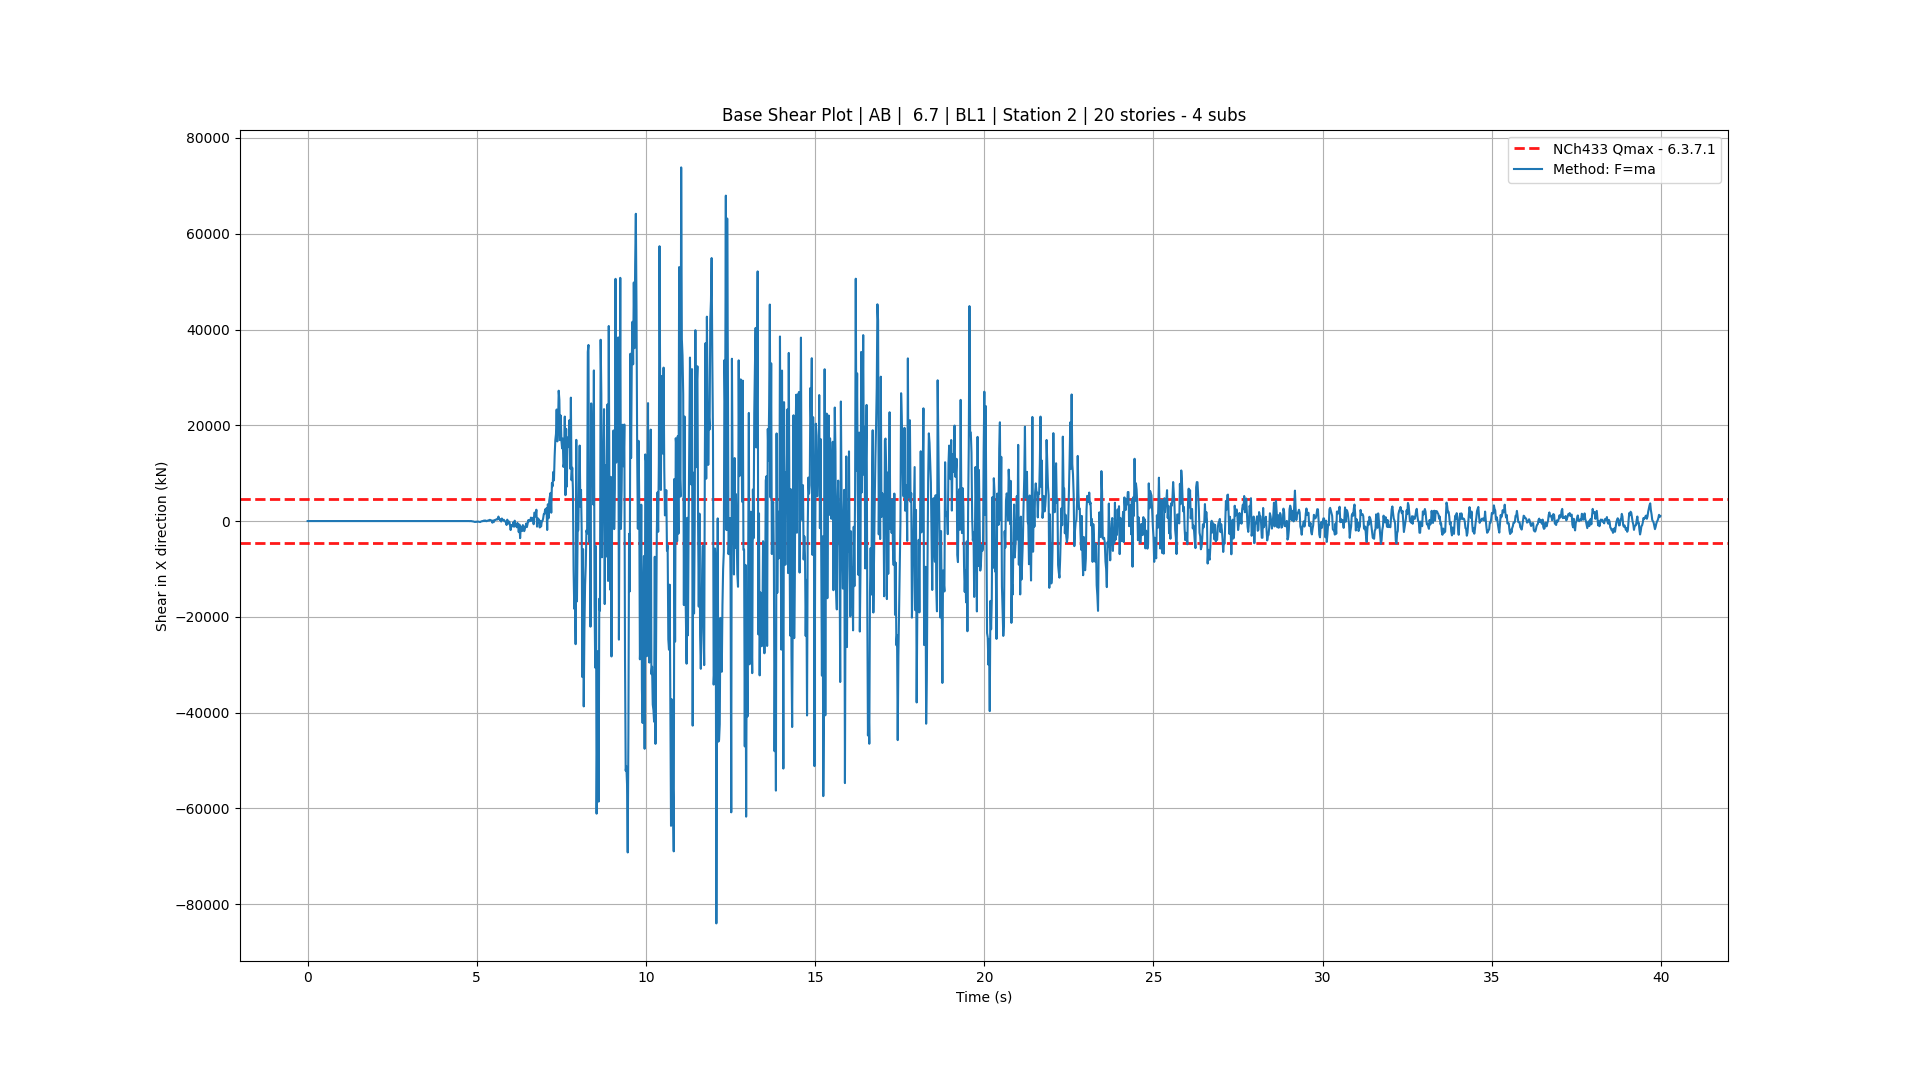 Base Shear Plot | AB |  6.7 | BL1 | Station 2 | 20 stories - 4 subs
NCh433 Qmax - 6.3.7.1
Method: F=ma
80000
60000
40000
20000
0
−20000
−40000
−60000
−80000
Shear in X direction (kN)
0 5 10 15 20 25 30 35 40
Time (s)